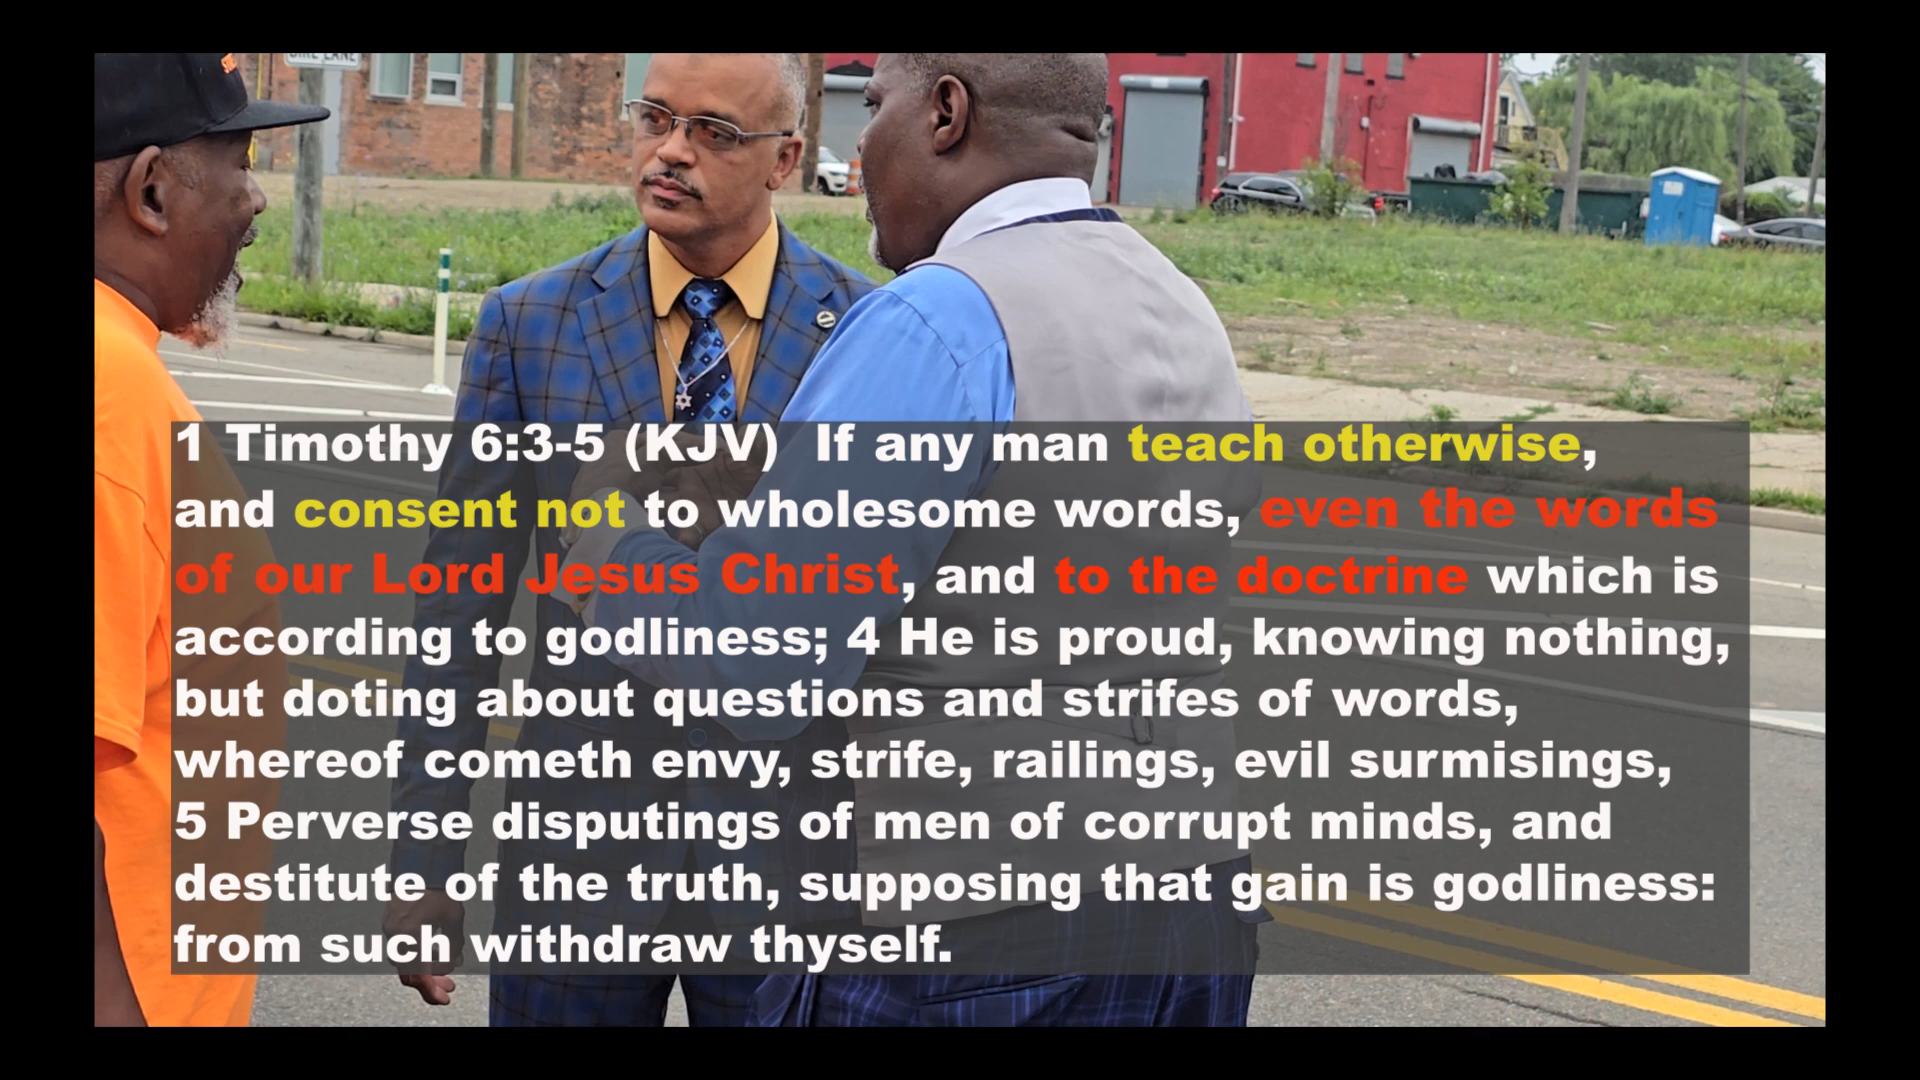 1 Timothy 6:3-5 (KJV)  If any man teach otherwise,
and consent not to wholesome words, even the words
of our Lord Jesus Christ, and to the doctrine which is
according to godliness; 4 He is proud, knowing nothing,
but doting about questions and strifes of words,
whereof cometh envy, strife, railings, evil surmisings,
5 Perverse disputings of men of corrupt minds, and
destitute of the truth, supposing that gain is godliness:
from such withdraw thyself.